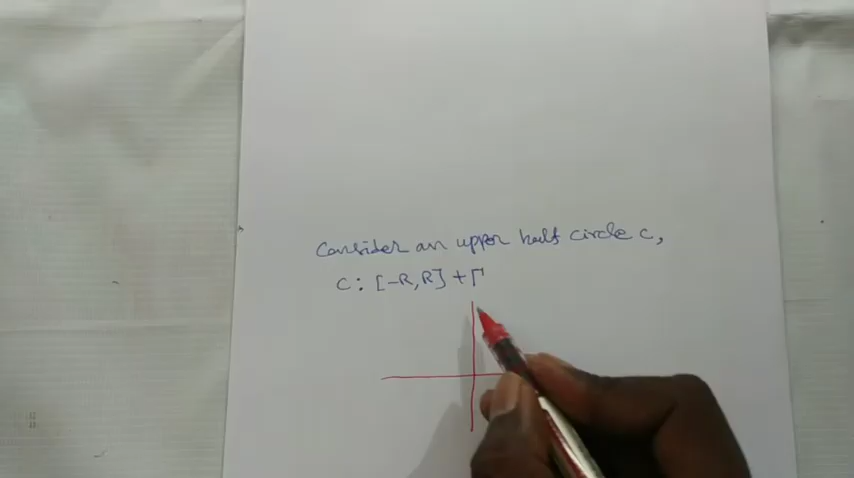 Consider an upper half circle C,
C : [-R, R] + Γ